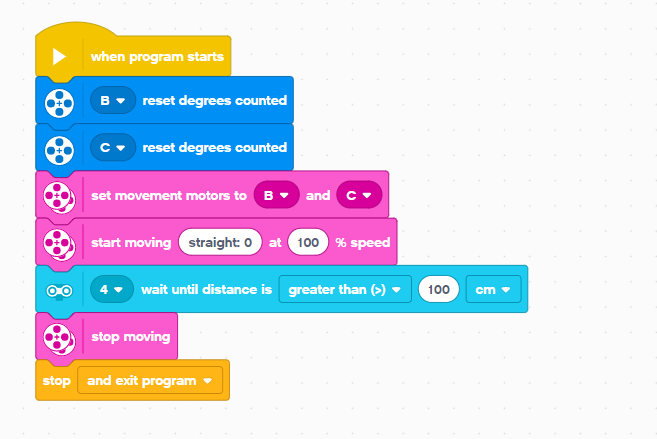 when program starts
B reset degrees counted
C reset degrees counted
set movement motors to B and C
start moving straight: 0 at 100 % speed
4 wait until distance is greater than (>) 100 cm
stop moving
stop and exit program